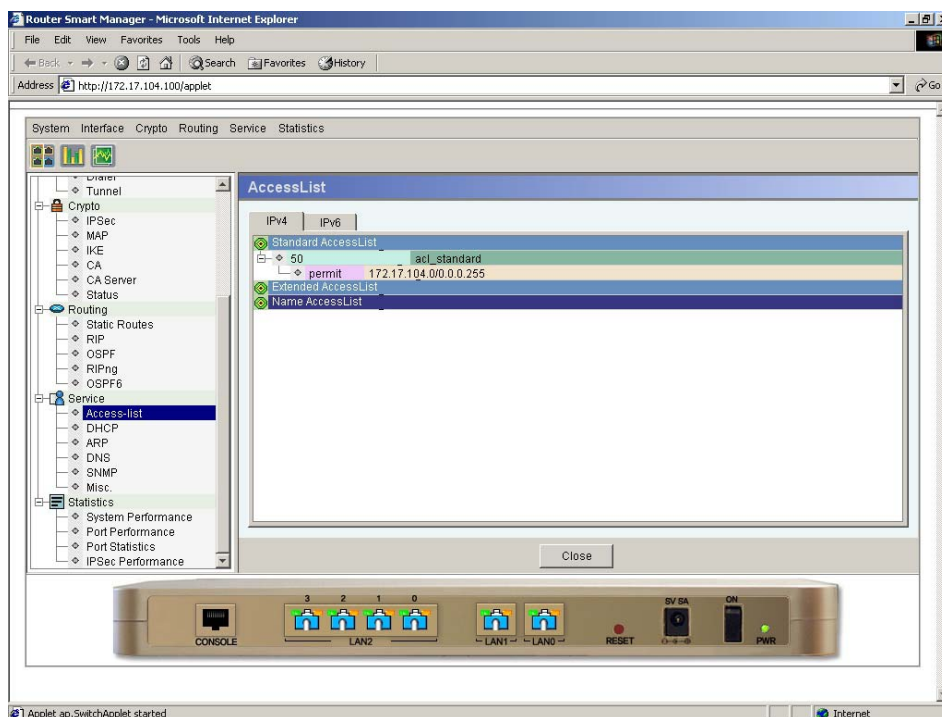 Router Smart Manager - Microsoft Internet Explorer
File Edit View Favorites Tools Help
Back Search Favorites History
Address http://172.17.104.100/applet Go
System Interface Crypto Routing Service Statistics
Dialer
Tunnel
Crypto
IPSec
MAP
IKE
CA
CA Server
Status
Routing
Static Routes
RIP
OSPF
RIPng
OSPF6
Service
Access-list
DHCP
ARP
DNS
SNMP
Misc.
Statistics
System Performance
Port Performance
Port Statistics
IPSec Performance
AccessList
IPv4 IPv6
Standard AccessList
50 acl_standard
permit 172.17.104.0/0.0.0.255
Extended AccessList
Name AccessList
Close
3 2 1 0 5V 5A ON
CONSOLE LAN2 LAN1 LAN0 RESET PWR
Applet ap.SwitchApplet started Internet